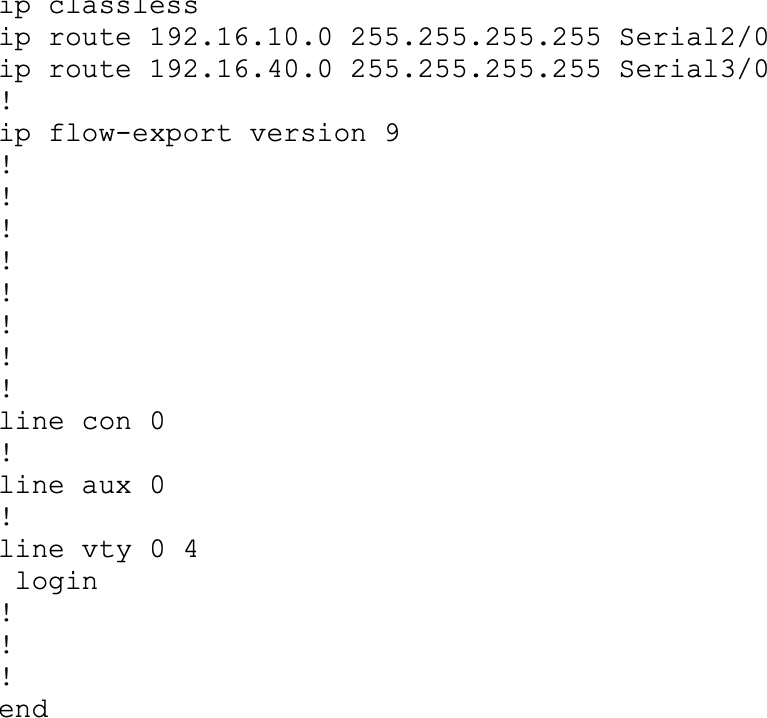 ip classless
ip route 192.16.10.0 255.255.255.255 Serial2/0
ip route 192.16.40.0 255.255.255.255 Serial3/0
!
ip flow-export version 9
!
!
!
!
!
!
!
!
line con 0
!
line aux 0
!
line vty 0 4
 login
!
!
!
end